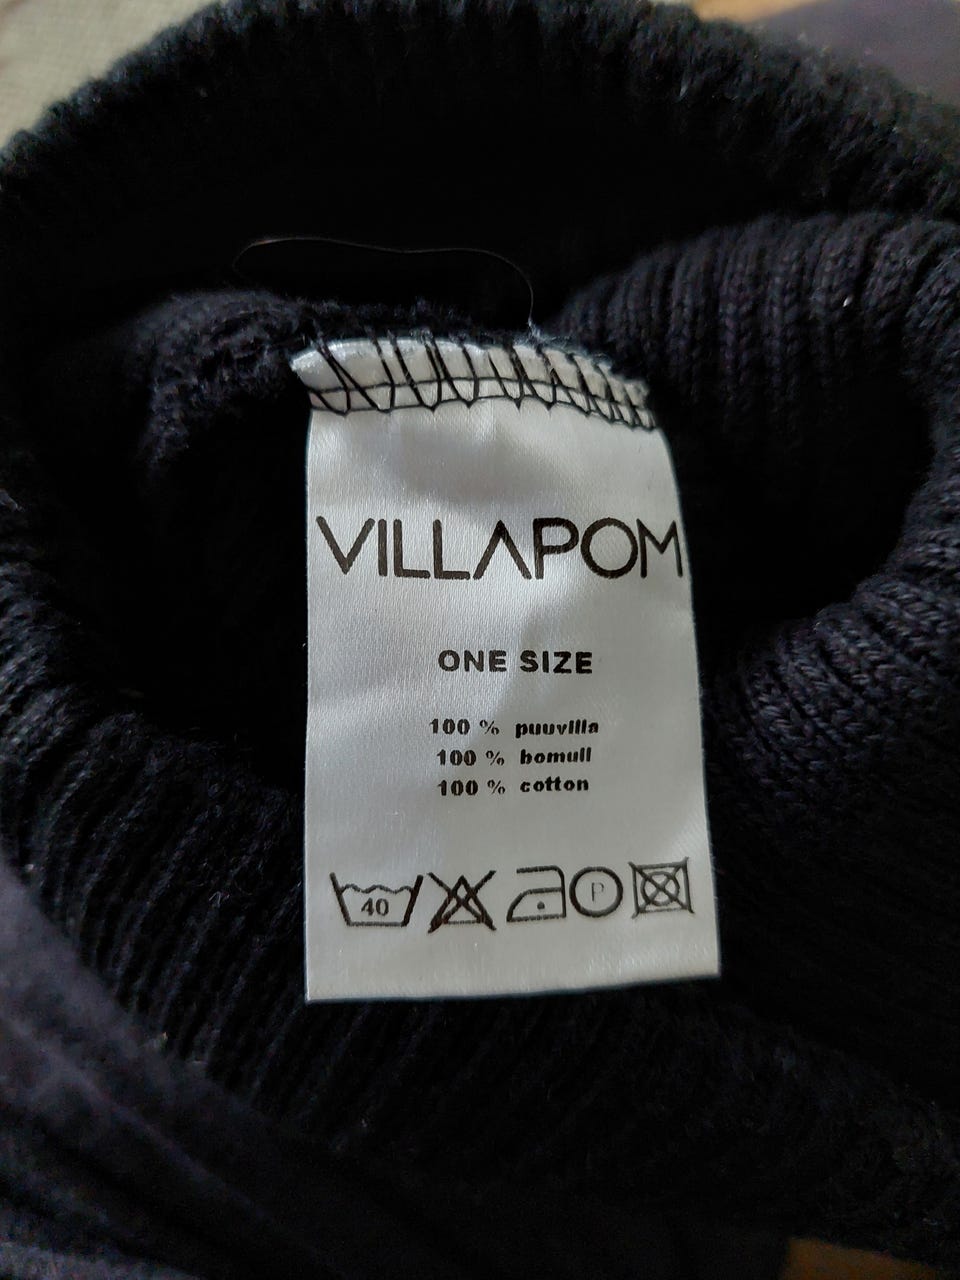 VILLAPOM
ONE SIZE
100 % puuvilla
100 % bomull
100 % cotton
40 P